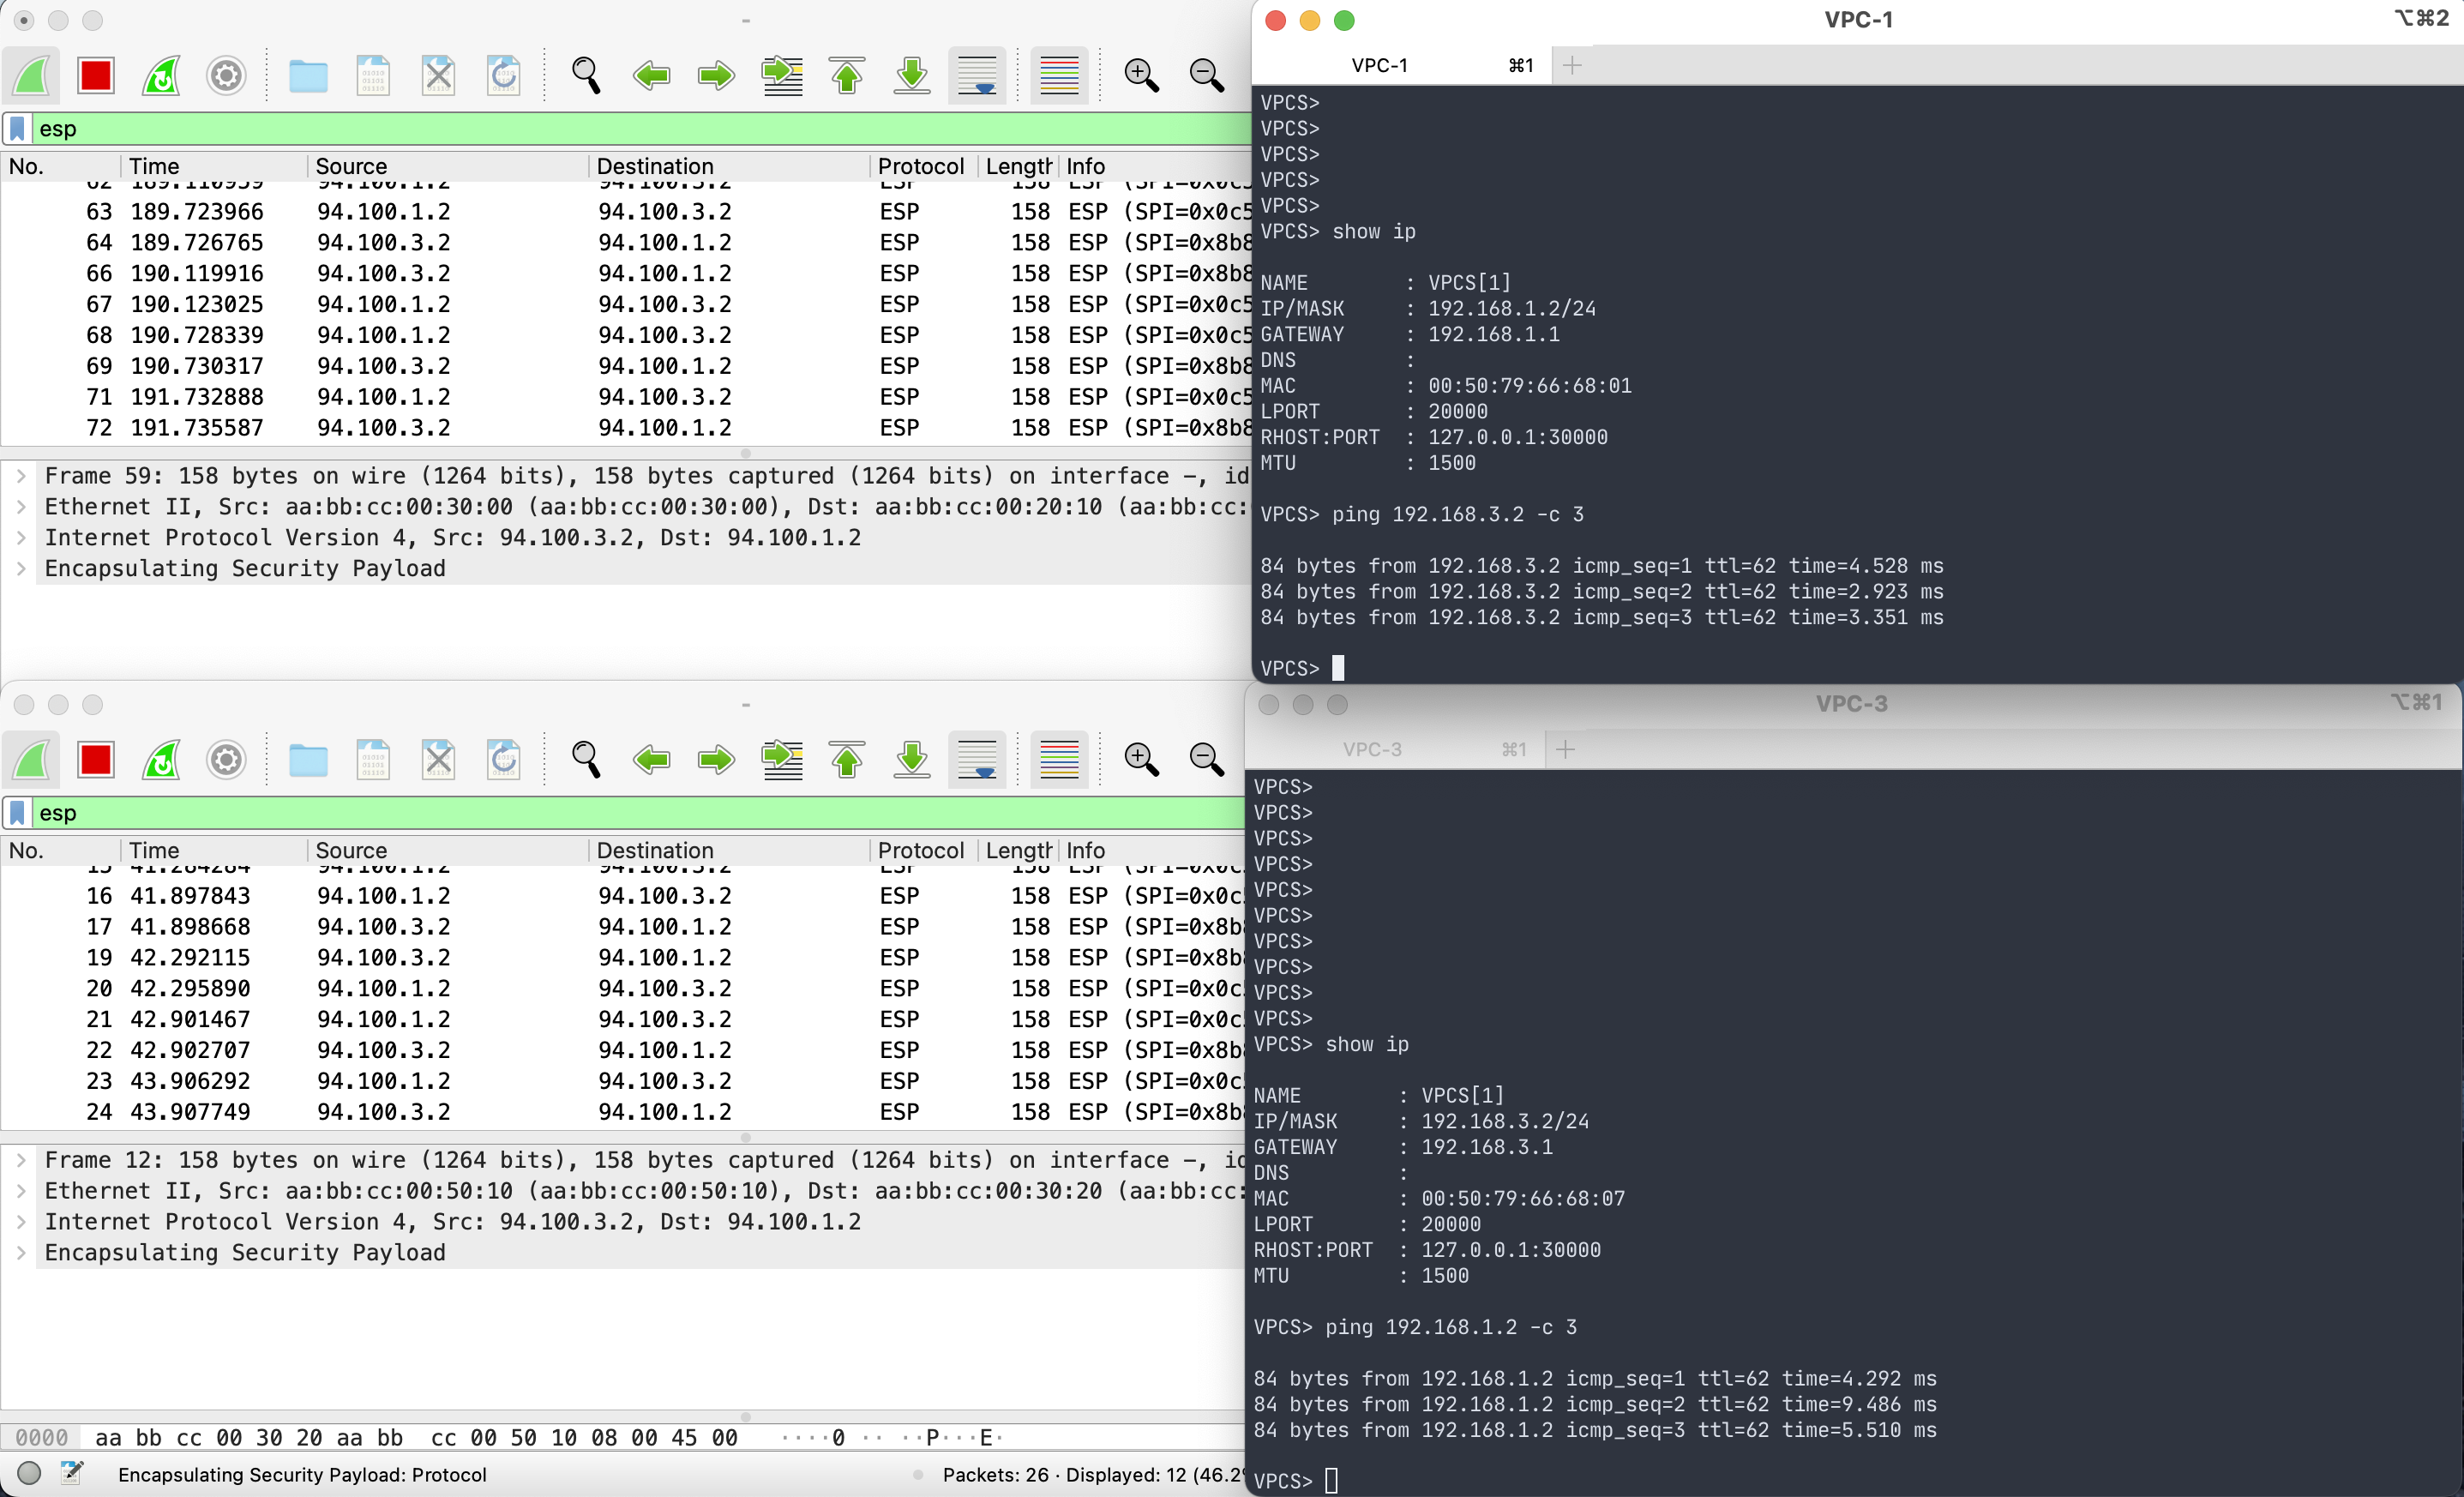 -
esp
No. Time Source Destination Protocol Length Info
63 189.723966 94.100.1.2 94.100.3.2 ESP 158 ESP (SPI=0x0c5
64 189.726765 94.100.3.2 94.100.1.2 ESP 158 ESP (SPI=0x8b8
66 190.119916 94.100.3.2 94.100.1.2 ESP 158 ESP (SPI=0x8b8
67 190.123025 94.100.1.2 94.100.3.2 ESP 158 ESP (SPI=0x0c5
68 190.728339 94.100.1.2 94.100.3.2 ESP 158 ESP (SPI=0x0c5
69 190.730317 94.100.3.2 94.100.1.2 ESP 158 ESP (SPI=0x8b8
71 191.732888 94.100.1.2 94.100.3.2 ESP 158 ESP (SPI=0x0c5
72 191.735587 94.100.3.2 94.100.1.2 ESP 158 ESP (SPI=0x8b8
Frame 59: 158 bytes on wire (1264 bits), 158 bytes captured (1264 bits) on interface -, id
Ethernet II, Src: aa:bb:cc:00:30:00 (aa:bb:cc:00:30:00), Dst: aa:bb:cc:00:20:10 (aa:bb:cc:
Internet Protocol Version 4, Src: 94.100.3.2, Dst: 94.100.1.2
Encapsulating Security Payload
VPC-1 ⌥⌘2
VPC-1 ⌘1
VPCS>
VPCS>
VPCS>
VPCS>
VPCS>
VPCS> show ip
NAME : VPCS[1]
IP/MASK : 192.168.1.2/24
GATEWAY : 192.168.1.1
DNS :
MAC : 00:50:79:66:68:01
LPORT : 20000
RHOST:PORT : 127.0.0.1:30000
MTU : 1500
VPCS> ping 192.168.3.2 -c 3
84 bytes from 192.168.3.2 icmp_seq=1 ttl=62 time=4.528 ms
84 bytes from 192.168.3.2 icmp_seq=2 ttl=62 time=2.923 ms
84 bytes from 192.168.3.2 icmp_seq=3 ttl=62 time=3.351 ms
VPCS>
-
esp
No. Time Source Destination Protocol Length Info
16 41.897843 94.100.1.2 94.100.3.2 ESP 158 ESP (SPI=0x0c
17 41.898668 94.100.3.2 94.100.1.2 ESP 158 ESP (SPI=0x8b
19 42.292115 94.100.3.2 94.100.1.2 ESP 158 ESP (SPI=0x8b
20 42.295890 94.100.1.2 94.100.3.2 ESP 158 ESP (SPI=0x0c
21 42.901467 94.100.1.2 94.100.3.2 ESP 158 ESP (SPI=0x0c
22 42.902707 94.100.3.2 94.100.1.2 ESP 158 ESP (SPI=0x8b
23 43.906292 94.100.1.2 94.100.3.2 ESP 158 ESP (SPI=0x0c
24 43.907749 94.100.3.2 94.100.1.2 ESP 158 ESP (SPI=0x8b
Frame 12: 158 bytes on wire (1264 bits), 158 bytes captured (1264 bits) on interface -, id
Ethernet II, Src: aa:bb:cc:00:50:10 (aa:bb:cc:00:50:10), Dst: aa:bb:cc:00:30:20 (aa:bb:cc:
Internet Protocol Version 4, Src: 94.100.3.2, Dst: 94.100.1.2
Encapsulating Security Payload
0000 aa bb cc 00 30 20 aa bb cc 00 50 10 08 00 45 00 ····0 ·· ··P···E·
Encapsulating Security Payload: Protocol Packets: 26 · Displayed: 12 (46.2%
VPC-3 ⌥⌘1
VPC-3 ⌘1
VPCS>
VPCS>
VPCS>
VPCS>
VPCS>
VPCS>
VPCS>
VPCS>
VPCS>
VPCS>
VPCS> show ip
NAME : VPCS[1]
IP/MASK : 192.168.3.2/24
GATEWAY : 192.168.3.1
DNS :
MAC : 00:50:79:66:68:07
LPORT : 20000
RHOST:PORT : 127.0.0.1:30000
MTU : 1500
VPCS> ping 192.168.1.2 -c 3
84 bytes from 192.168.1.2 icmp_seq=1 ttl=62 time=4.292 ms
84 bytes from 192.168.1.2 icmp_seq=2 ttl=62 time=9.486 ms
84 bytes from 192.168.1.2 icmp_seq=3 ttl=62 time=5.510 ms
VPCS>